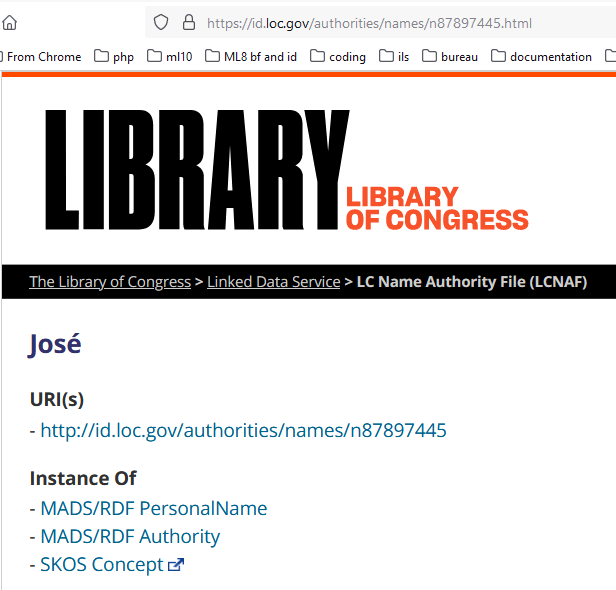 https://id.loc.gov/authorities/names/n87897445.html
From Chrome php ml10 ML8 bf and id coding ils bureau documentation
LIBRARY
LIBRARY
OF CONGRESS
The Library of Congress > Linked Data Service > LC Name Authority File (LCNAF)
José
URI(s)
- http://id.loc.gov/authorities/names/n87897445
Instance Of
- MADS/RDF PersonalName
- MADS/RDF Authority
- SKOS Concept